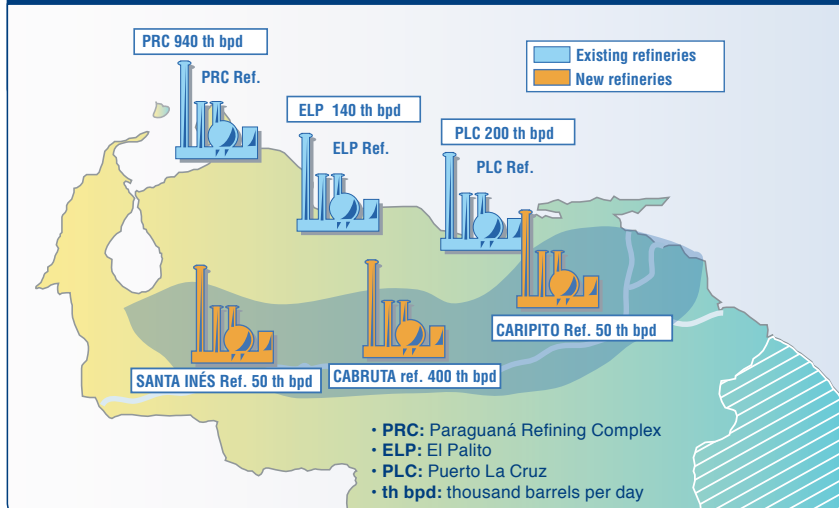 PRC 940 th bpd
PRC Ref.
Existing refineries
New refineries
ELP 140 th bpd
ELP Ref.
PLC 200 th bpd
PLC Ref.
CARIPITO Ref. 50 th bpd
SANTA INÉS Ref. 50 th bpd
CABRUTA ref. 400 th bpd
• PRC: Paraguaná Refining Complex
• ELP: El Palito
• PLC: Puerto La Cruz
• th bpd: thousand barrels per day